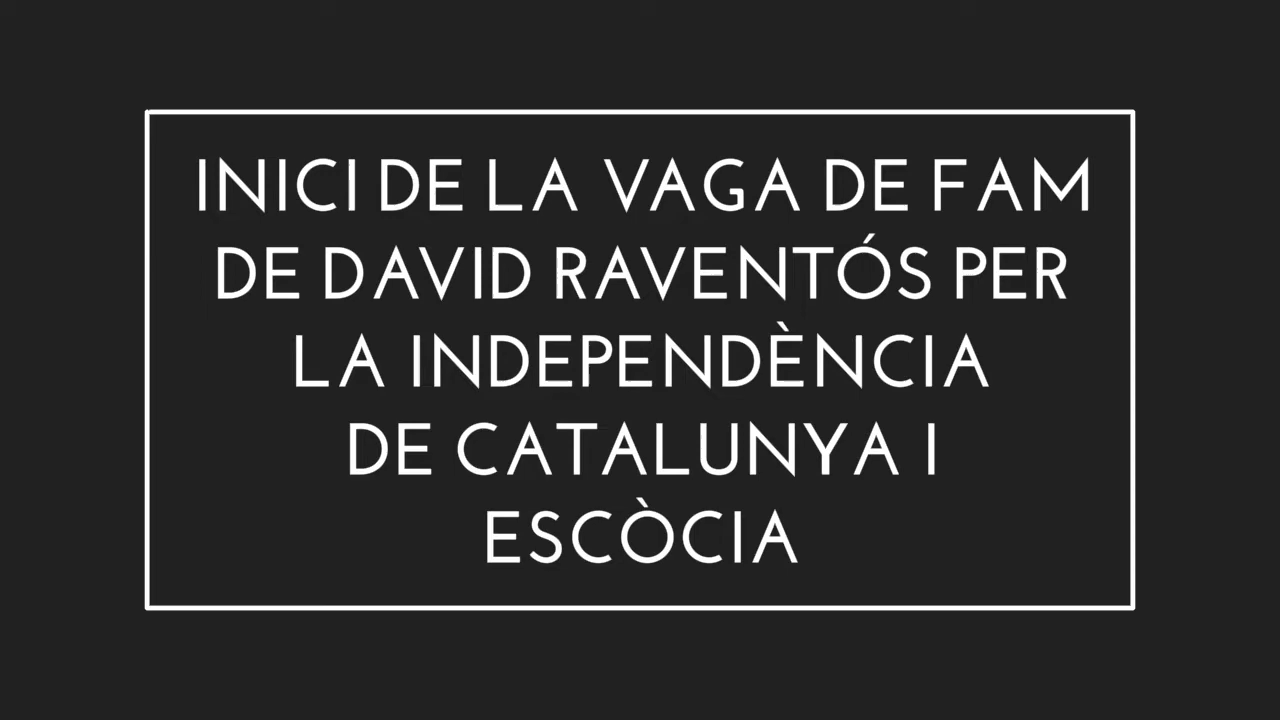 INICI DE LA VAGA DE FAM
DE DAVID RAVENTÓS PER
LA INDEPENDÈNCIA
DE CATALUNYA I
ESCÒCIA